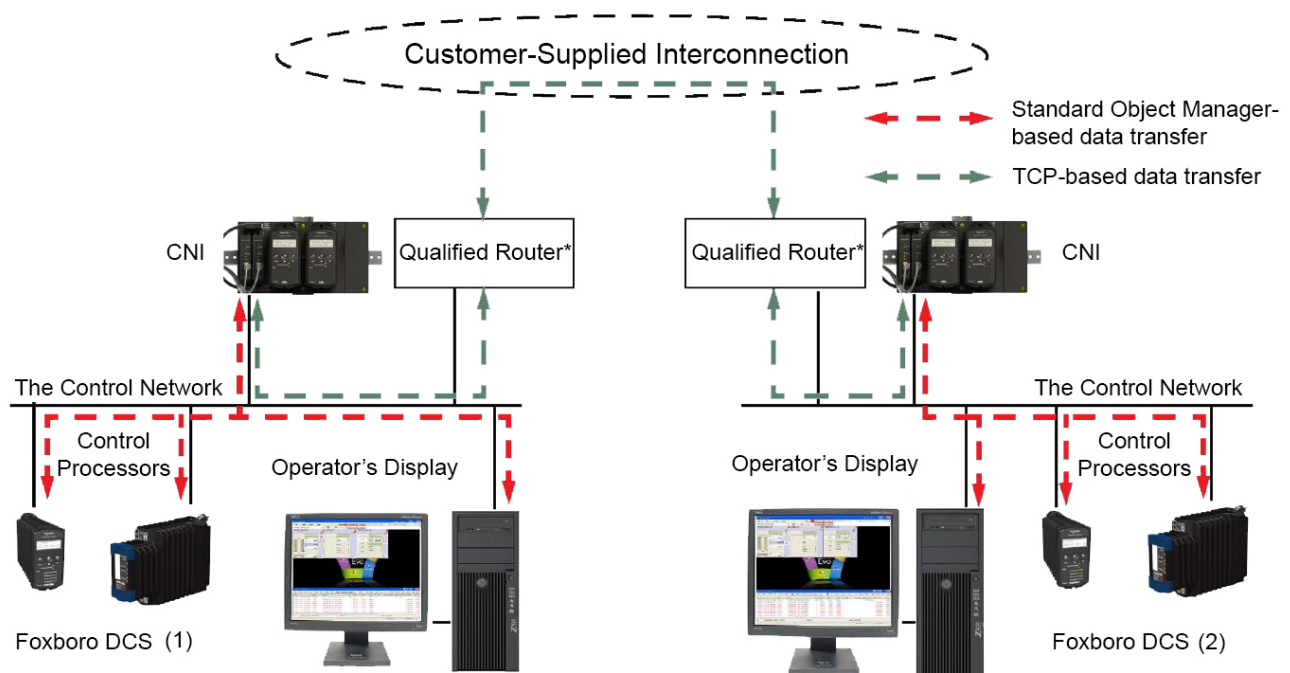 Customer-Supplied Interconnection
Standard Object Manager-
based data transfer
TCP-based data transfer
CNI
Qualified Router*
Qualified Router*
CNI
The Control Network
The Control Network
Control
Processors
Operator's Display
Operator's Display
Control
Processors
Evo
Evo
Foxboro DCS (1)
Foxboro DCS (2)